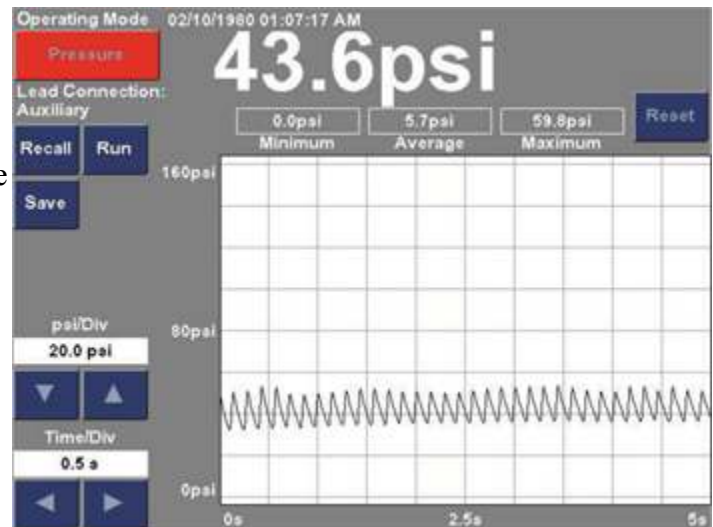 Operating Mode 02/10/1980 01:07:17 AM
Pressure
43.6psi
Lead Connection:
Auxiliary
0.0psi 5.7psi 59.8psi Reset
Minimum Average Maximum
Recall Run
e
160psi
Save
psi/Div
80psi
20.0 psi
Time/Div
0.5 s
0psi
0s 2.5s 5s